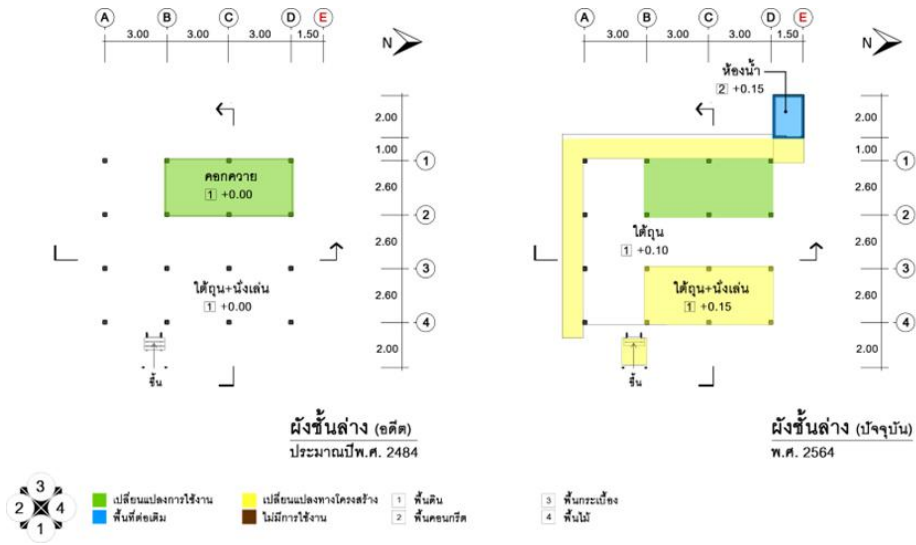 A B C D E
3.00 3.00 3.00 1.50
N
2.00
1.00
1
คอกควาย
1 +0.00
2.60
2
2.60
3
ใต้ถุน+นั่งเล่น
1 +0.00
2.60
4
2.00
ขึ้น
ผังชั้นล่าง (อดีต)
ประมาณปีพ.ศ. 2484
A B C D E
3.00 3.00 3.00 1.50
N
ห้องน้ำ
2 +0.15
2.00
1.00
1
2.60
2
ใต้ถุน
1 +0.10
2.60
3
ใต้ถุน+นั่งเล่น
1 +0.15
2.60
4
2.00
ขึ้น
ผังชั้นล่าง (ปัจจุบัน)
พ.ศ. 2564
3
2 4
1
เปลี่ยนแปลงการใช้งาน เปลี่ยนแปลงทางโครงสร้าง 1 พื้นดิน 3 พื้นกระเบื้อง
พื้นที่ต่อเติม ไม่มีการใช้งาน 2 พื้นคอนกรีต 4 พื้นไม้